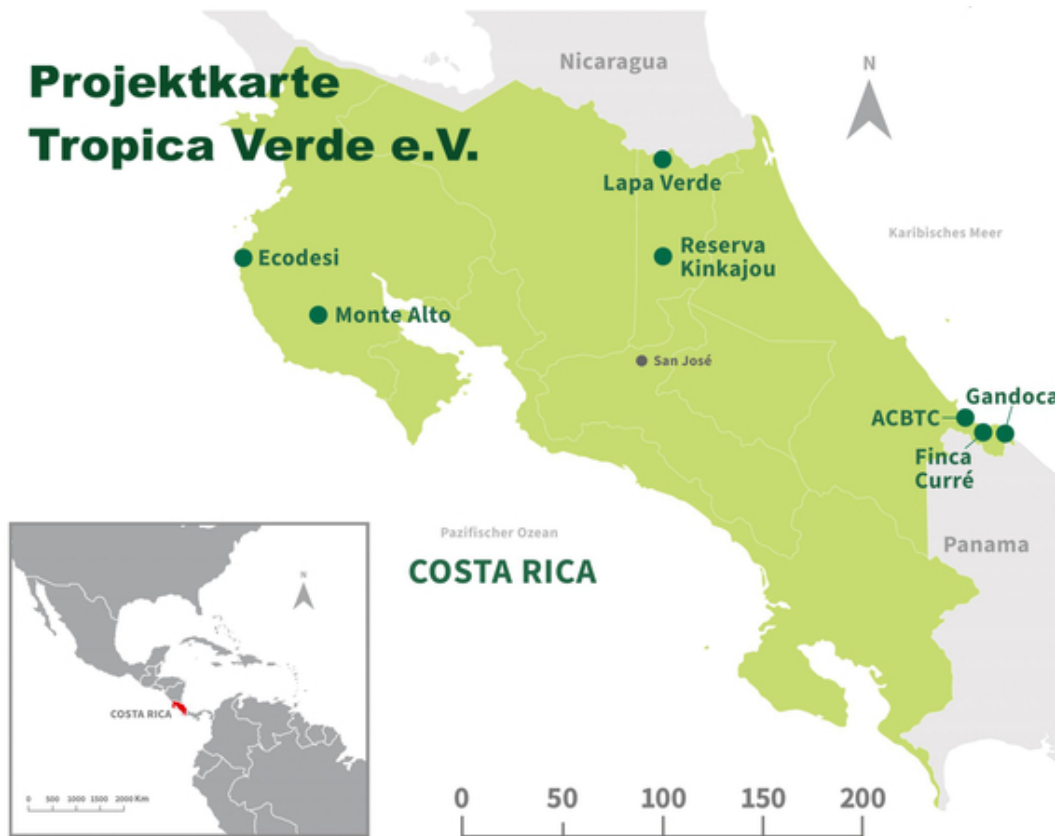 Projektkarte
Tropica Verde e.V.
Nicaragua
N
Lapa Verde
Karibisches Meer
Ecodesi
Reserva
Kinkajou
Monte Alto
San José
Gandoca
ACBTC
Finca
Curré
Pazifischer Ozean
COSTA RICA
Panama
N
COSTA RICA
0 500 1000 1500 2000 Km
0 50 100 150 200